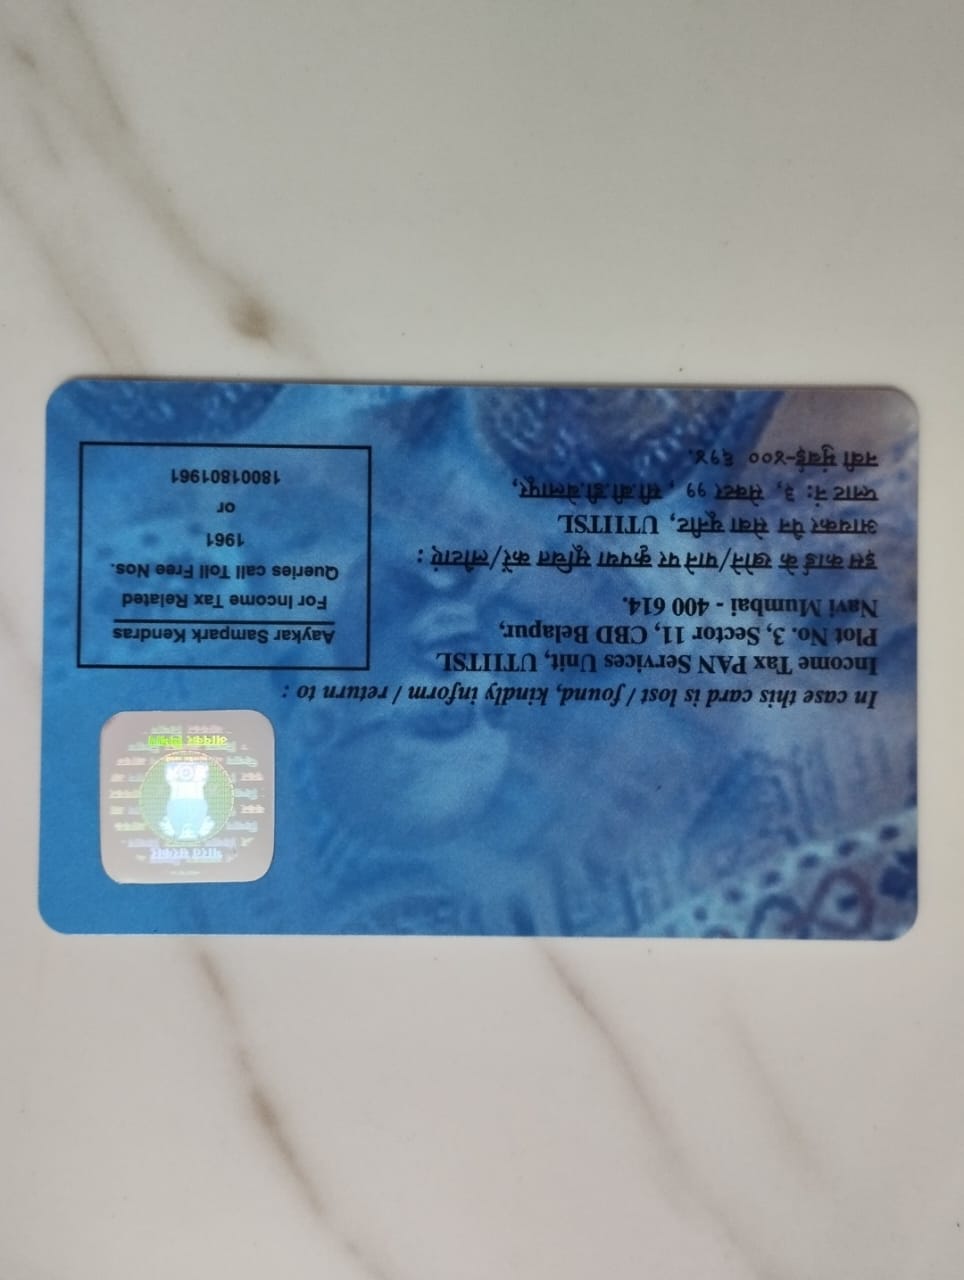 In case this card is lost / found, kindly inform / return to :
Income Tax PAN Services Unit, UTIITSL
Plot No. 3, Sector 11, CBD Belapur,
Navi Mumbai - 400 614.
इस कार्ड के खोने/पाने पर कृपया सूचित करें/लौटाएं :
आयकर पैन सेवा यूनीट, UTIITSL
प्लाट नं: ३, सेक्टर ११ , सी.बी.डी.बेलापूर,
नवी मुंबई-४०० ६१४.
Aaykar Sampark Kendras
For Income Tax Related
Queries call Toll Free Nos.
1961
or
18001801961
भारत सरकार
आयकर विभाग